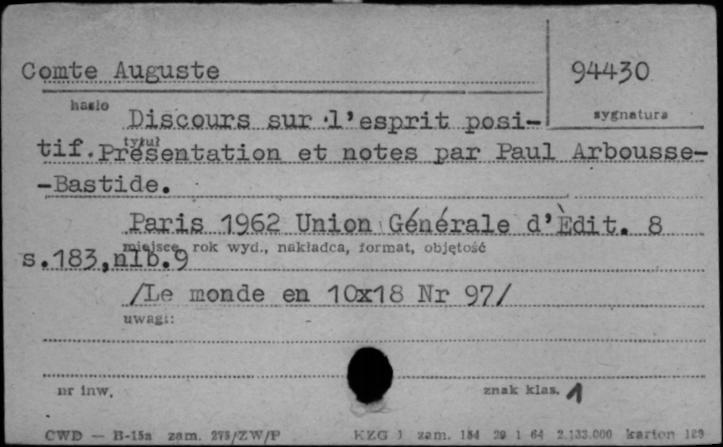 Comte Auguste 94430
hasło sygnatura
Discours sur l'esprit posi-
tif. Présentation et notes par Paul Arbousse-
tytuł
-Bastide.
Paris 1962 Union Générale d'Èdit. 8
miejsce, rok wyd., nakładca, format, objętość
s.183,nlb.9
/Le monde en 10x18 Nr 97/
uwagi:
nr inw. znak klas. 1
CWD — B-15a zam. 275/ZW/P KZG 1 zam. 184 29 1 64 2.133.000 karton